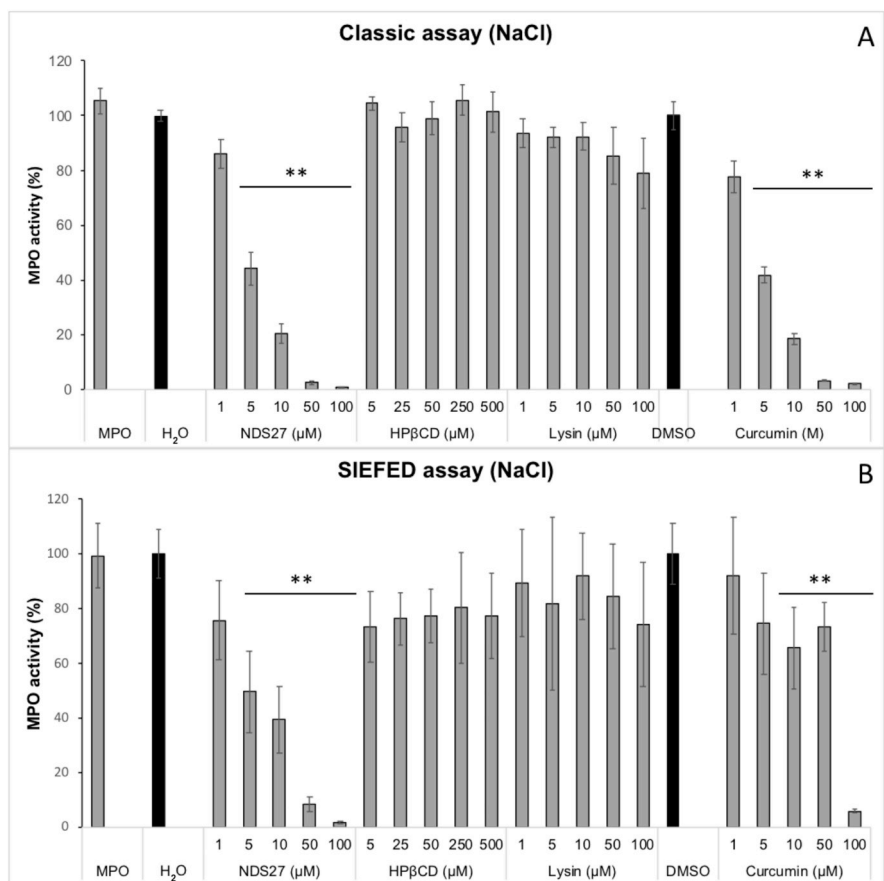 Classic assay (NaCl)
A
120
100
80
60
40
20
0
MPO activity (%)
**
**
1 5 10 50 100 5 25 50 250 500 1 5 10 50 100 1 5 10 50 100
MPO H₂O NDS27 (µM) HPβCD (µM) Lysin (µM) DMSO Curcumin (M)
SIEFED assay (NaCl)
B
120
100
80
60
40
20
0
MPO activity (%)
**
**
1 5 10 50 100 5 25 50 250 500 1 5 10 50 100 1 5 10 50 100
MPO H₂O NDS27 (µM) HPβCD (µM) Lysin (µM) DMSO Curcumin (µM)